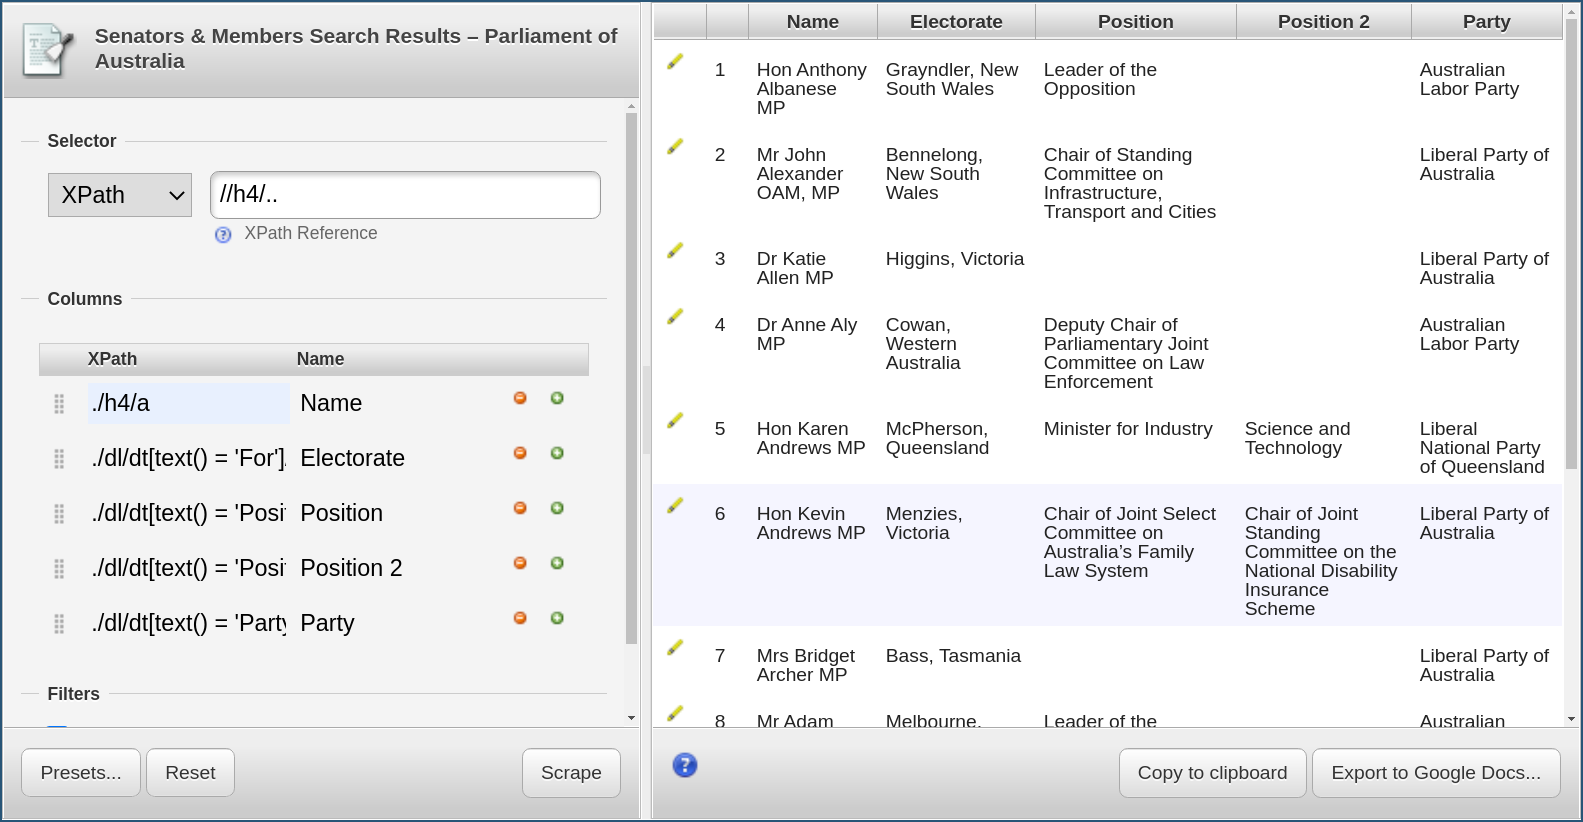 Senators & Members Search Results – Parliament of
Australia
Selector
XPath
//h4/..
XPath Reference
Columns
XPath Name
./h4/a Name
./dl/dt[text() = 'For'] Electorate
./dl/dt[text() = 'Posi Position
./dl/dt[text() = 'Posi Position 2
./dl/dt[text() = 'Party Party
Filters
Presets...
Reset
Scrape
Name Electorate Position Position 2 Party
1
Hon Anthony
Albanese
MP
Grayndler, New
South Wales
Leader of the
Opposition
Australian
Labor Party
2
Mr John
Alexander
OAM, MP
Bennelong,
New South
Wales
Chair of Standing
Committee on
Infrastructure,
Transport and Cities
Liberal Party of
Australia
3
Dr Katie
Allen MP
Higgins, Victoria
Liberal Party of
Australia
4
Dr Anne Aly
MP
Cowan,
Western
Australia
Deputy Chair of
Parliamentary Joint
Committee on Law
Enforcement
Australian
Labor Party
5
Hon Karen
Andrews MP
McPherson,
Queensland
Minister for Industry
Science and
Technology
Liberal
National Party
of Queensland
6
Hon Kevin
Andrews MP
Menzies,
Victoria
Chair of Joint Select
Committee on
Australia’s Family
Law System
Chair of Joint
Standing
Committee on the
National Disability
Insurance
Scheme
Liberal Party of
Australia
7
Mrs Bridget
Archer MP
Bass, Tasmania
Liberal Party of
Australia
8
Mr Adam
Melbourne,
Leader of the
Australian
Copy to clipboard
Export to Google Docs...